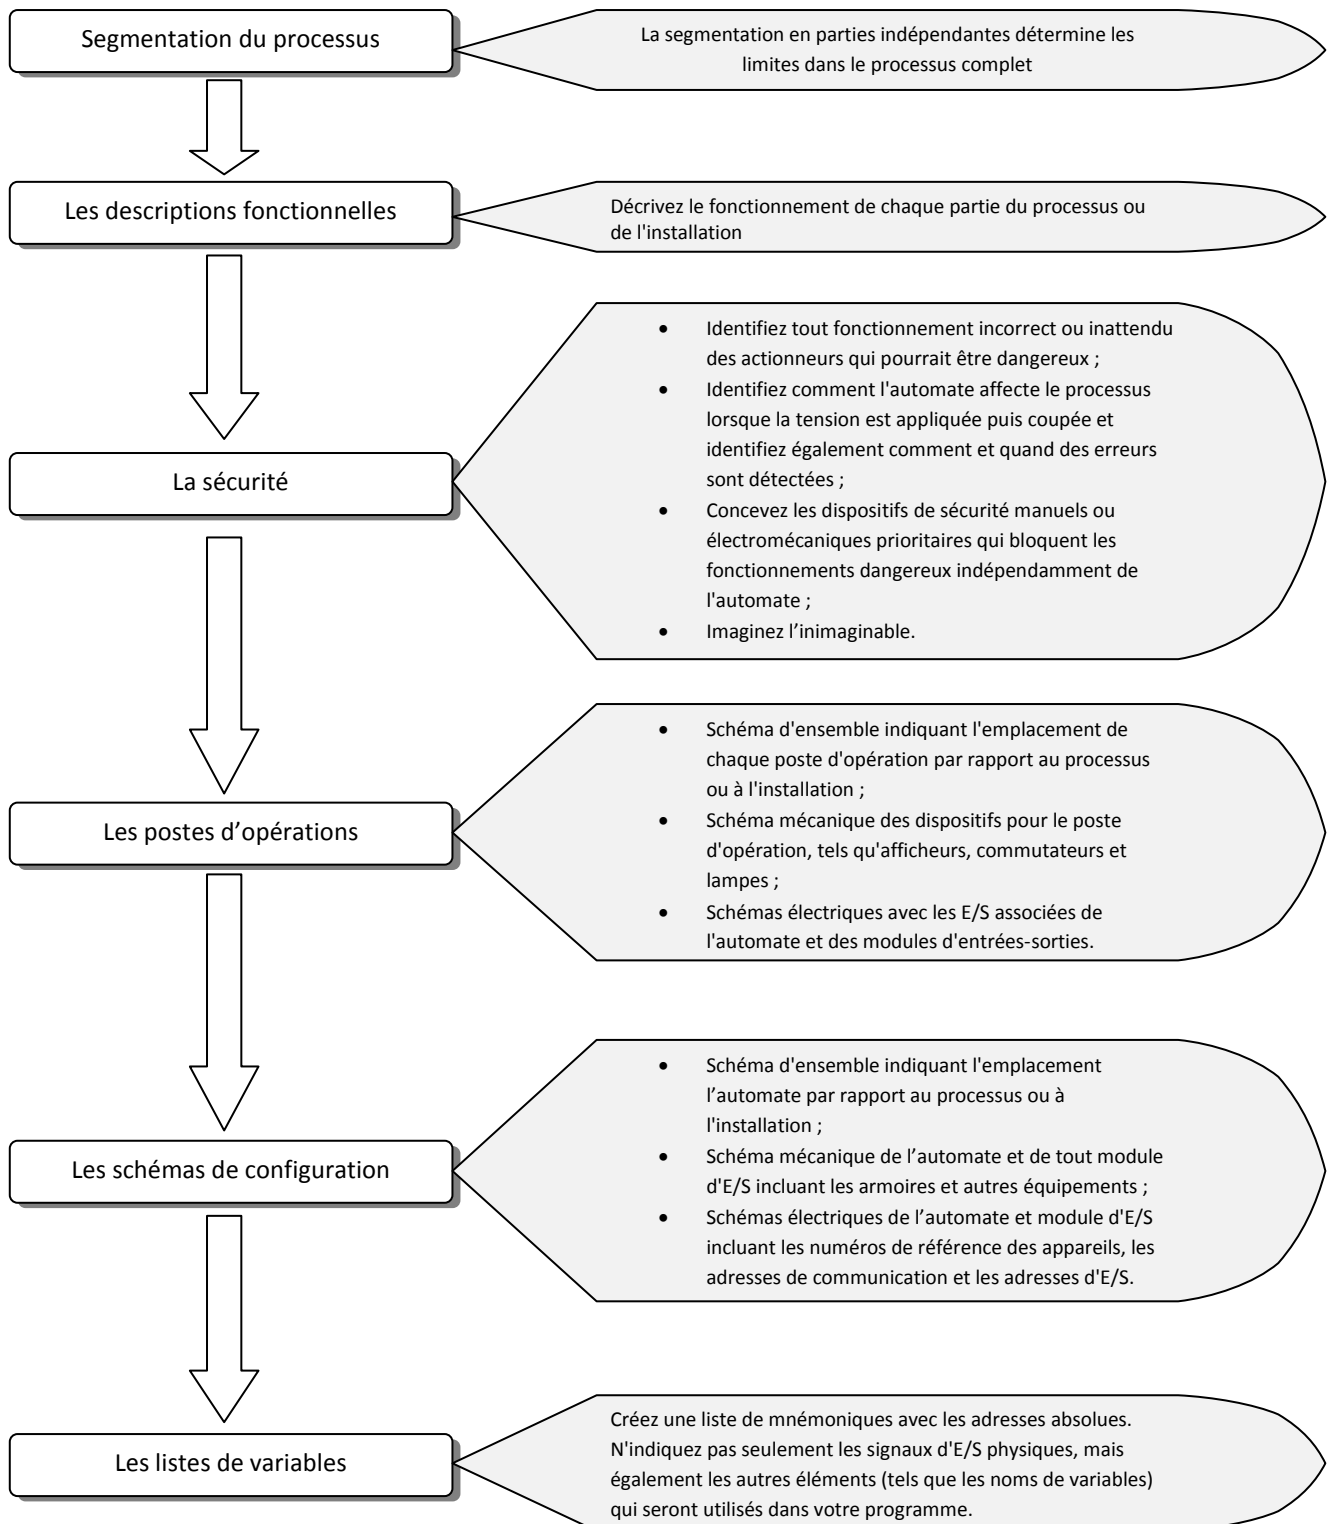 Segmentation du processus
La segmentation en parties indépendantes détermine les
limites dans le processus complet
Les descriptions fonctionnelles
Décrivez le fonctionnement de chaque partie du processus ou
de l'installation
La sécurité
• Identifiez tout fonctionnement incorrect ou inattendu
des actionneurs qui pourrait être dangereux ;
• Identifiez comment l'automate affecte le processus
lorsque la tension est appliquée puis coupée et
identifiez également comment et quand des erreurs
sont détectées ;
• Concevez les dispositifs de sécurité manuels ou
électromécaniques prioritaires qui bloquent les
fonctionnements dangereux indépendamment de
l'automate ;
• Imaginez l’inimaginable.
Les postes d’opérations
• Schéma d'ensemble indiquant l'emplacement de
chaque poste d'opération par rapport au processus
ou à l'installation ;
• Schéma mécanique des dispositifs pour le poste
d'opération, tels qu'afficheurs, commutateurs et
lampes ;
• Schémas électriques avec les E/S associées de
l'automate et des modules d'entrées-sorties.
Les schémas de configuration
• Schéma d'ensemble indiquant l'emplacement
l’automate par rapport au processus ou à
l'installation ;
• Schéma mécanique de l’automate et de tout module
d'E/S incluant les armoires et autres équipements ;
• Schémas électriques de l’automate et module d'E/S
incluant les numéros de référence des appareils, les
adresses de communication et les adresses d'E/S.
Les listes de variables
Créez une liste de mnémoniques avec les adresses absolues.
N'indiquez pas seulement les signaux d'E/S physiques, mais
également les autres éléments (tels que les noms de variables)
qui seront utilisés dans votre programme.